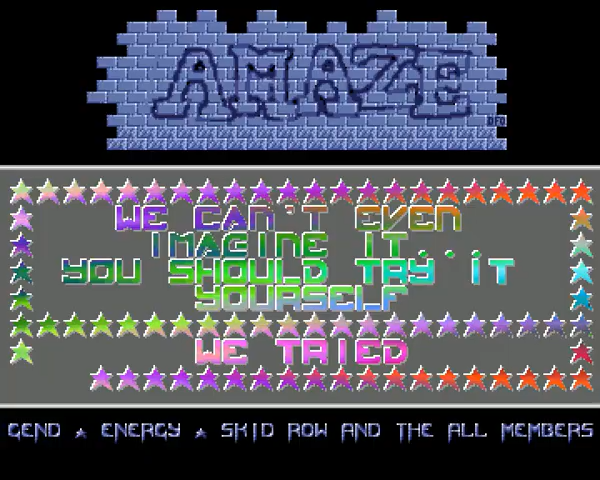 AMAZE
DFO
WE CAN'T EVEN
IMAGINE IT..
YOU SHOULD TRY IT
YOURSELF
WE TRIED
GEND ★ ENERGY ★ SKID ROW AND THE ALL MEMBERS